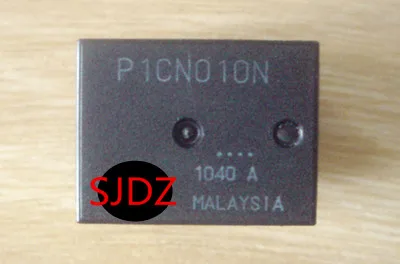 P1CN010N
1040 A
SJDZ
MALAYSIA